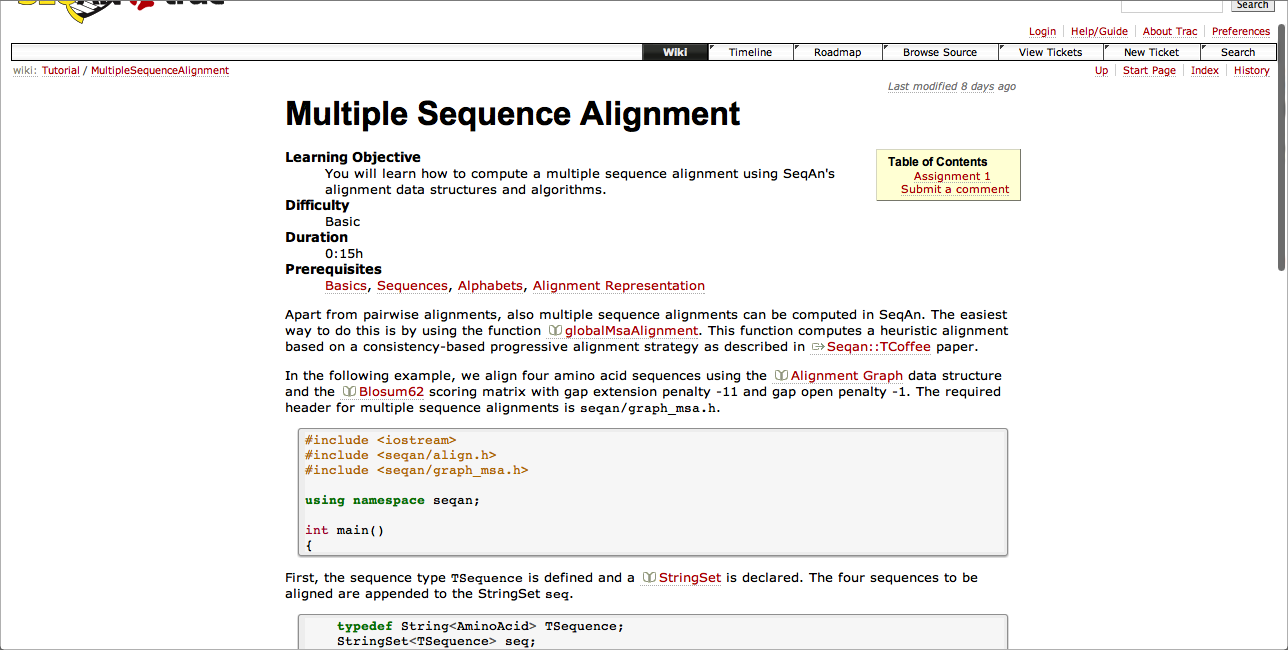 Search
Login Help/Guide About Trac Preferences
Wiki Timeline Roadmap Browse Source View Tickets New Ticket Search
wiki: Tutorial / MultipleSequenceAlignment Up Start Page Index History
Last modified 8 days ago
Multiple Sequence Alignment
Learning Objective
You will learn how to compute a multiple sequence alignment using SeqAn's
alignment data structures and algorithms.
Table of Contents
Assignment 1
Submit a comment
Difficulty
Basic
Duration
0:15h
Prerequisites
Basics, Sequences, Alphabets, Alignment Representation
Apart from pairwise alignments, also multiple sequence alignments can be computed in SeqAn. The easiest
way to do this is by using the function globalMsaAlignment. This function computes a heuristic alignment
based on a consistency-based progressive alignment strategy as described in Seqan::TCoffee paper.
In the following example, we align four amino acid sequences using the Alignment Graph data structure
and the Blosum62 scoring matrix with gap extension penalty -11 and gap open penalty -1. The required
header for multiple sequence alignments is seqan/graph_msa.h.
#include <iostream>
#include <seqan/align.h>
#include <seqan/graph_msa.h>
using namespace seqan;
int main()
{
First, the sequence type TSequence is defined and a StringSet is declared. The four sequences to be
aligned are appended to the StringSet seq.
typedef String<AminoAcid> TSequence;
StringSet<TSequence> seq;